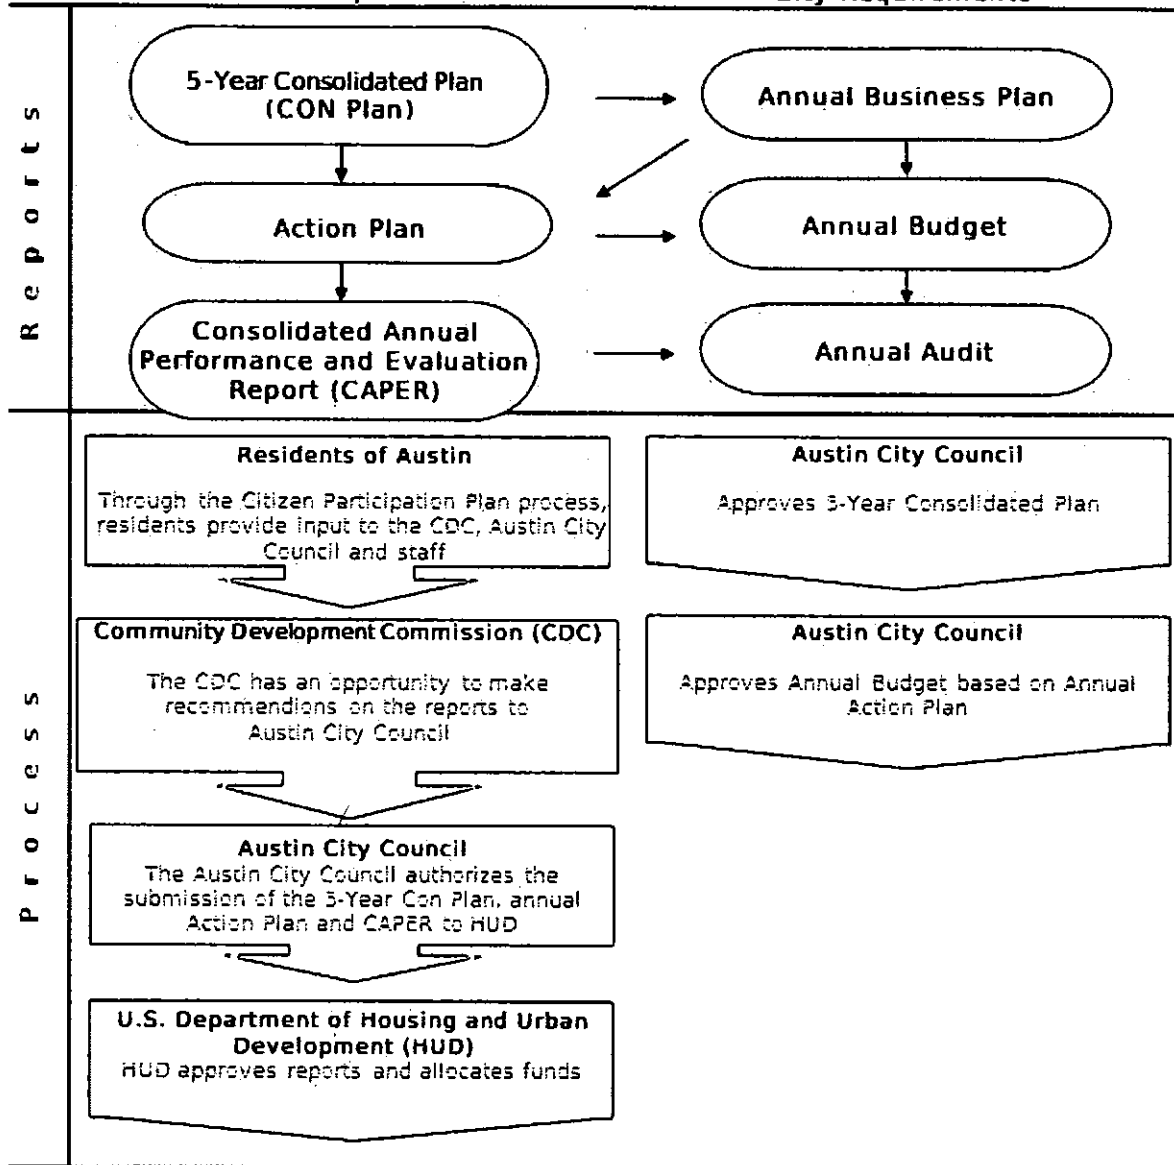 City Requirements
Reports
5-Year Consolidated Plan
(CON Plan)
Annual Business Plan
Action Plan
Annual Budget
Consolidated Annual
Performance and Evaluation
Report (CAPER)
Annual Audit
Process
Residents of Austin
Through the Citizen Participation Plan process,
residents provide input to the CDC, Austin City
Council and staff
Austin City Council
Approves 5-Year Consolidated Plan
Community Development Commission (CDC)
The CDC has an opportunity to make
recommendions on the reports to
Austin City Council
Austin City Council
Approves Annual Budget based on Annual
Action Plan
Austin City Council
The Austin City Council authorizes the
submission of the 5-Year Con Plan, annual
Action Plan and CAPER to HUD
U.S. Department of Housing and Urban
Development (HUD)
HUD approves reports and allocates funds